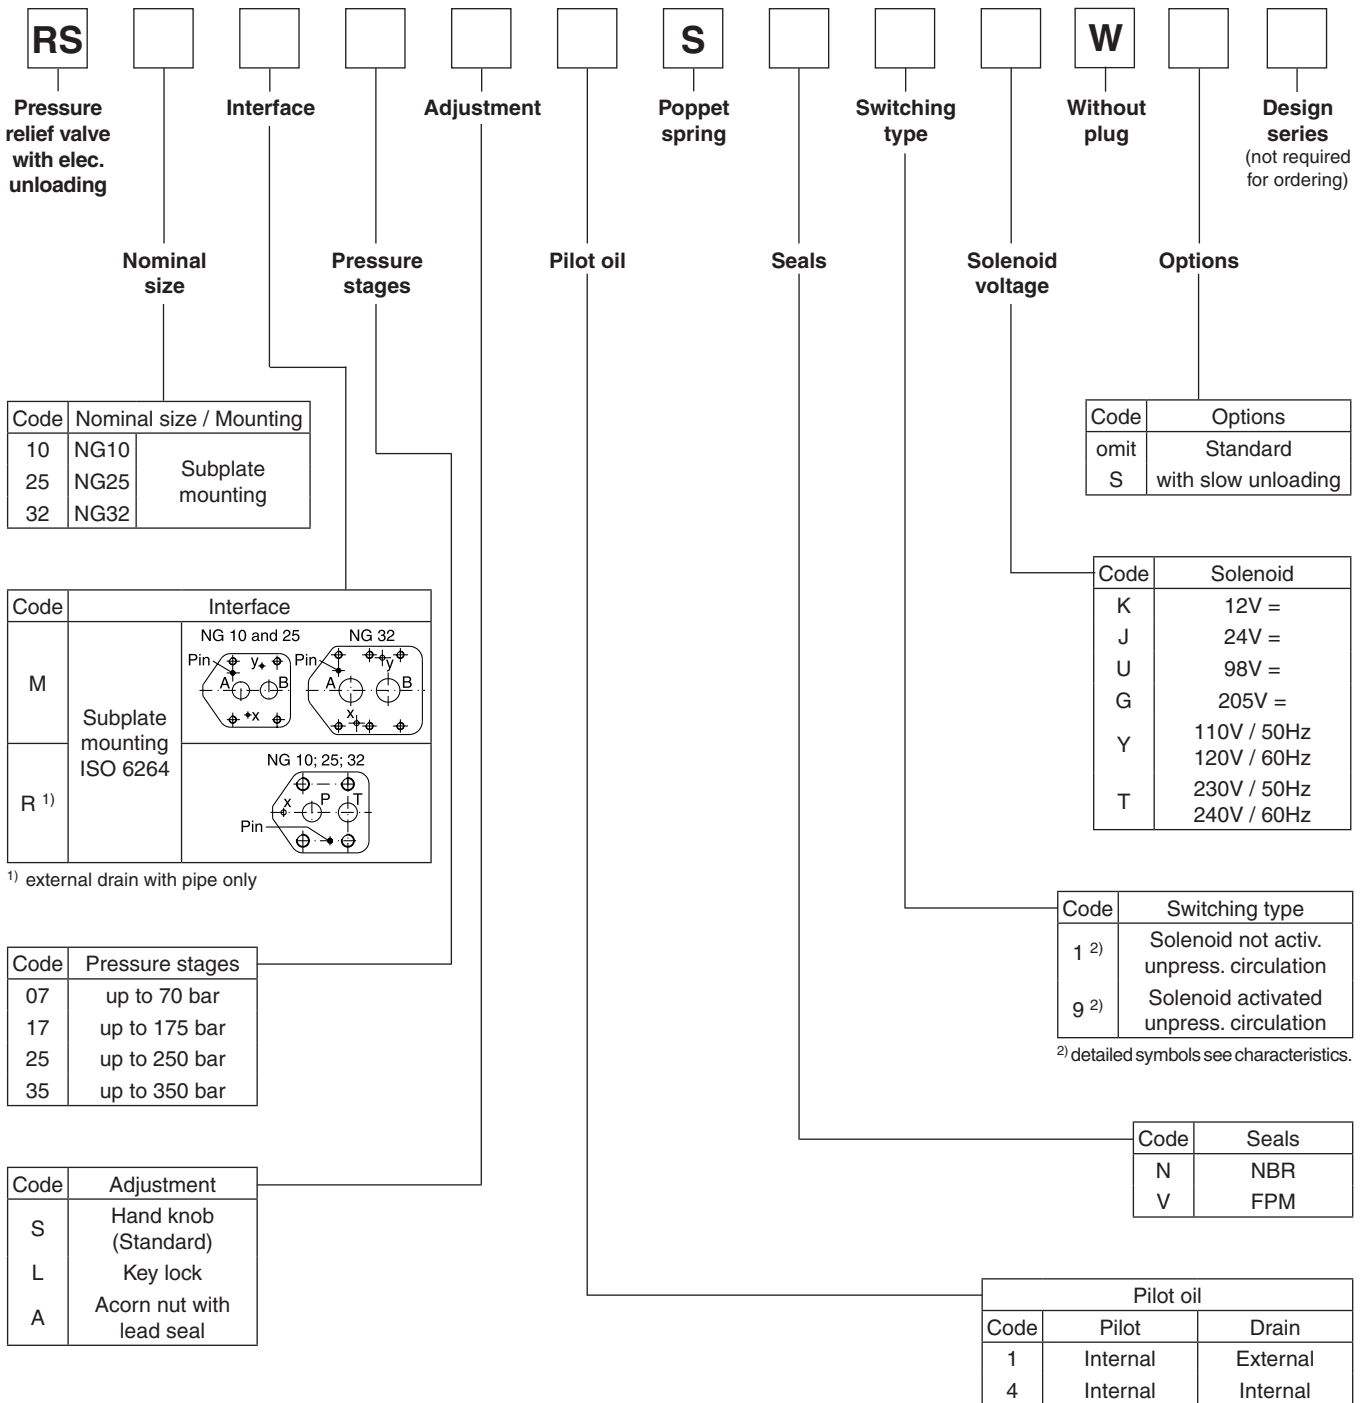 RS
S
W
Pressure
relief valve
with elec.
unloading
Interface
Adjustment
Poppet
spring
Switching
type
Without
plug
Design
series
(not required
for ordering)
Nominal
size
Pressure
stages
Pilot oil
Seals
Solenoid
voltage
Options
Code Nominal size / Mounting
10 NG10
25 NG25
32 NG32
Subplate
mounting
Code Options
omit Standard
S with slow unloading
Code Interface
M
R 1)
Subplate
mounting
ISO 6264
NG 10 and 25
Pin y
A B
x
NG 32
Pin y
A B
x
NG 10; 25; 32
x P T
Pin
1) external drain with pipe only
Code Solenoid
K 12V =
J 24V =
U 98V =
G 205V =
Y 110V / 50Hz
120V / 60Hz
T 230V / 50Hz
240V / 60Hz
Code Pressure stages
07 up to 70 bar
17 up to 175 bar
25 up to 250 bar
35 up to 350 bar
Code Switching type
1 2) Solenoid not activ.
unpress. circulation
9 2) Solenoid activated
unpress. circulation
2) detailed symbols see characteristics.
Code Seals
N NBR
V FPM
Code Adjustment
S Hand knob
(Standard)
L Key lock
A Acorn nut with
lead seal
Pilot oil
Code Pilot Drain
1 Internal External
4 Internal Internal